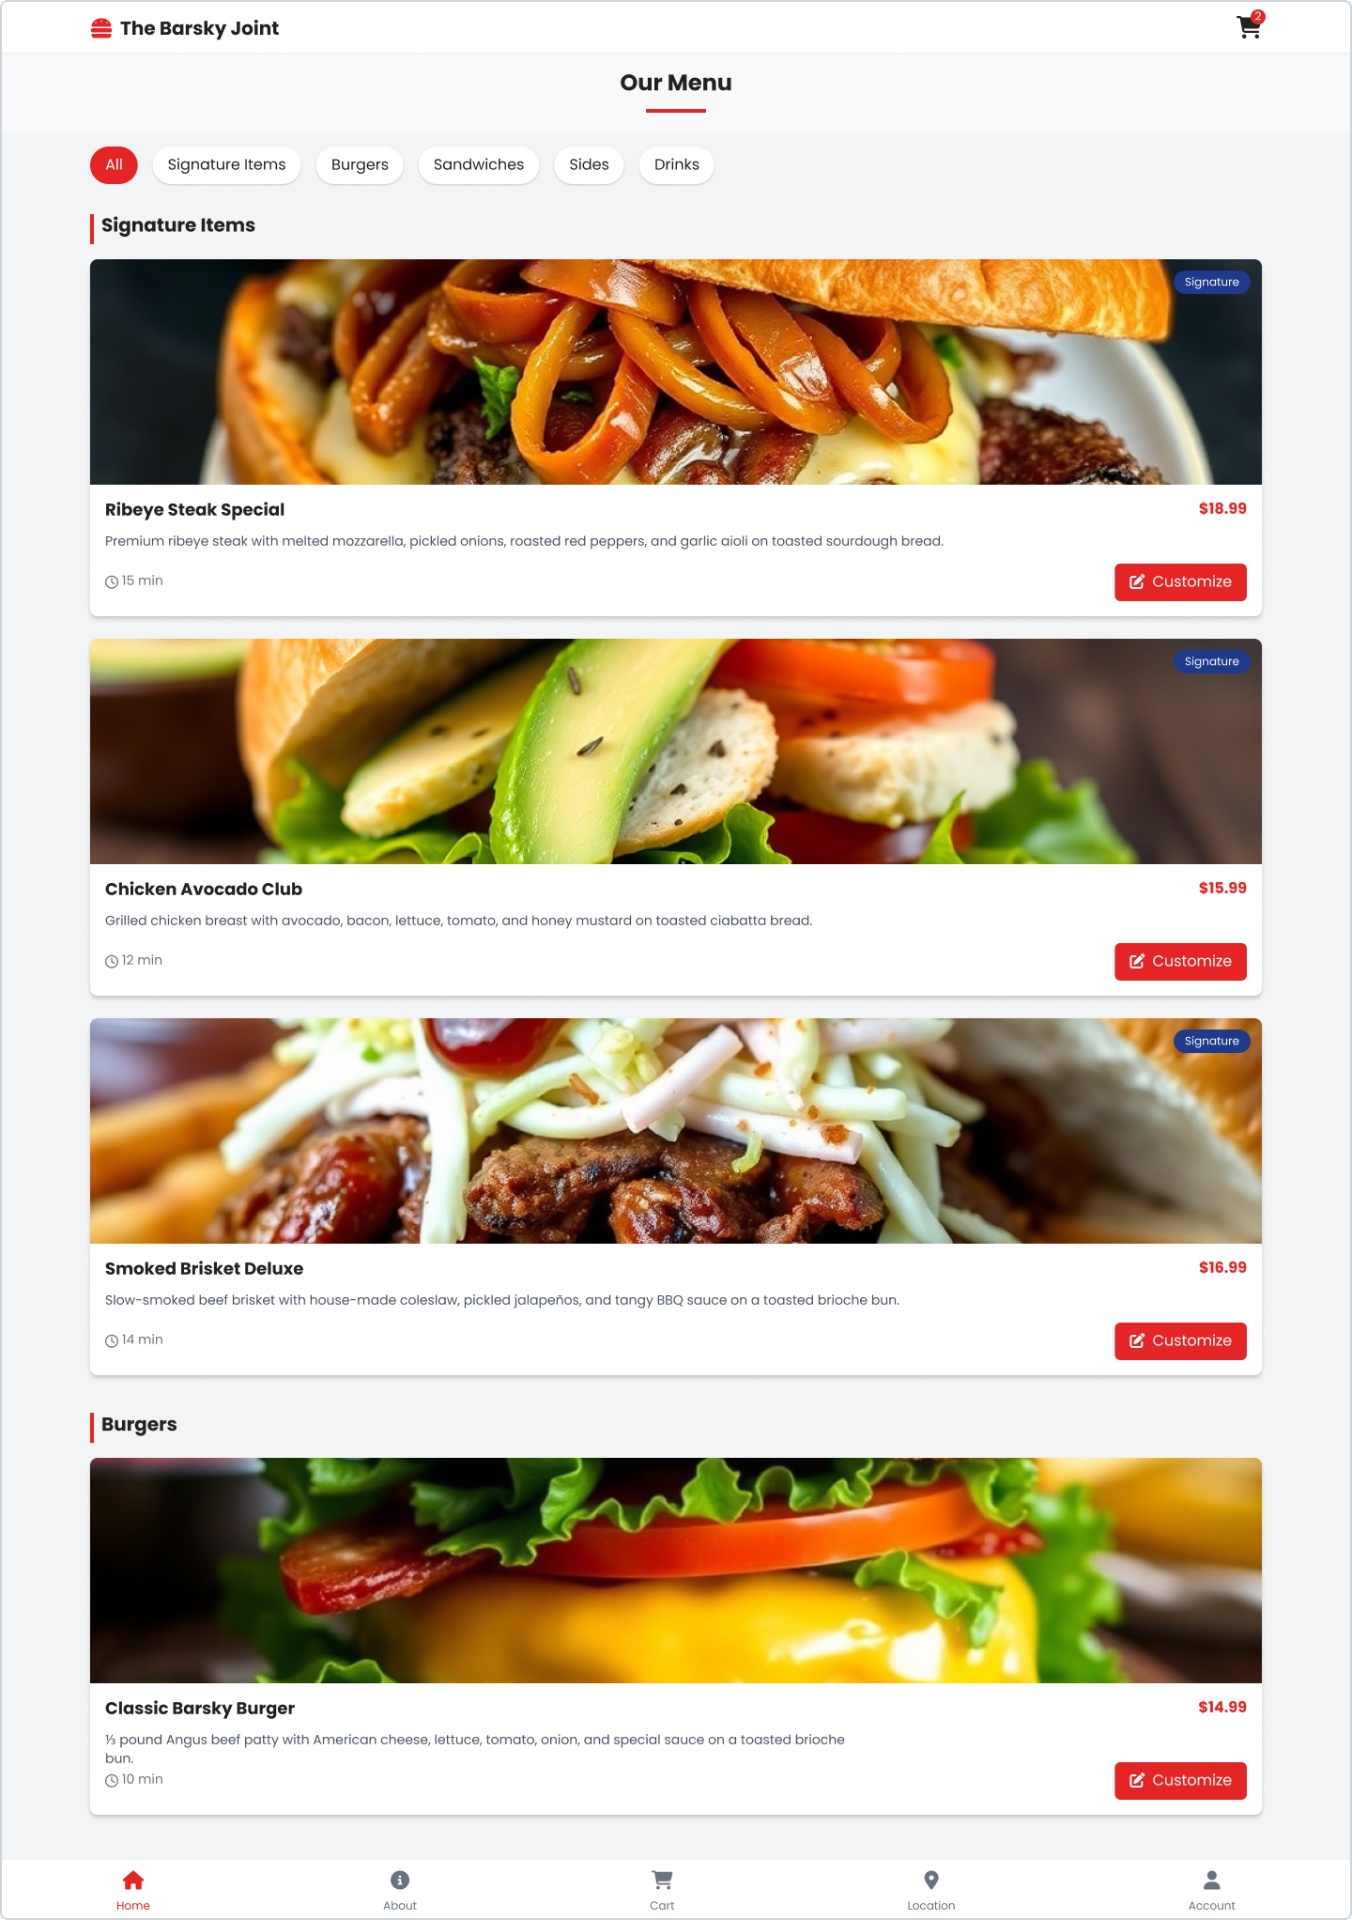 The Barsky Joint
2
Our Menu
All Signature Items Burgers Sandwiches Sides Drinks
Signature Items
Signature
Ribeye Steak Special $18.99
Premium ribeye steak with melted mozzarella, pickled onions, roasted red peppers, and garlic aioli on toasted sourdough bread.
15 min Customize
Signature
Chicken Avocado Club $15.99
Grilled chicken breast with avocado, bacon, lettuce, tomato, and honey mustard on toasted ciabatta bread.
12 min Customize
Signature
Smoked Brisket Deluxe $16.99
Slow-smoked beef brisket with house-made coleslaw, pickled jalapeños, and tangy BBQ sauce on a toasted brioche bun.
14 min Customize
Burgers
Classic Barsky Burger $14.99
⅓ pound Angus beef patty with American cheese, lettuce, tomato, onion, and special sauce on a toasted brioche
bun.
10 min Customize
Home About Cart Location Account